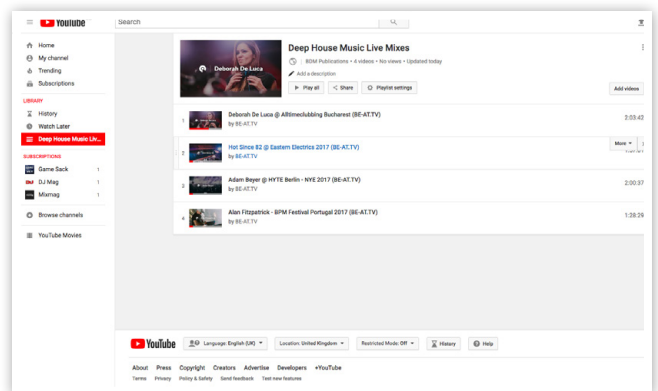 YouTube
Search
Home
My channel
Trending
Subscriptions
LIBRARY
History
Watch Later
Deep House Music Liv...
SUBSCRIPTIONS
Game Sack 1
DJ Mag 1
Mixmag 1
Browse channels
YouTube Movies
Deborah De Luca
Deep House Music Live Mixes
BDM Publications • 4 videos • No views • Updated today
Add a description
Play all
Share
Playlist settings
Add videos
1 Deborah De Luca @ Alltimeclubbing Bucharest (BE-AT.TV) 2:03:42
by BE-AT.TV
2 Hot Since 82 @ Eastern Electrics 2017 (BE-AT.TV)
by BE-AT.TV
More
3 Adam Beyer @ HYTE Berlin - NYE 2017 (BE-AT.TV) 2:00:37
by BE-AT.TV
4 Alan Fitzpatrick - BPM Festival Portugal 2017 (BE-AT.TV) 1:28:29
by BE-AT.TV
YouTube
Language: English (UK)
Location: United Kingdom
Restricted Mode: Off
History
Help
About Press Copyright Creators Advertise Developers +YouTube
Terms Privacy Policy & Safety Send feedback Test new features